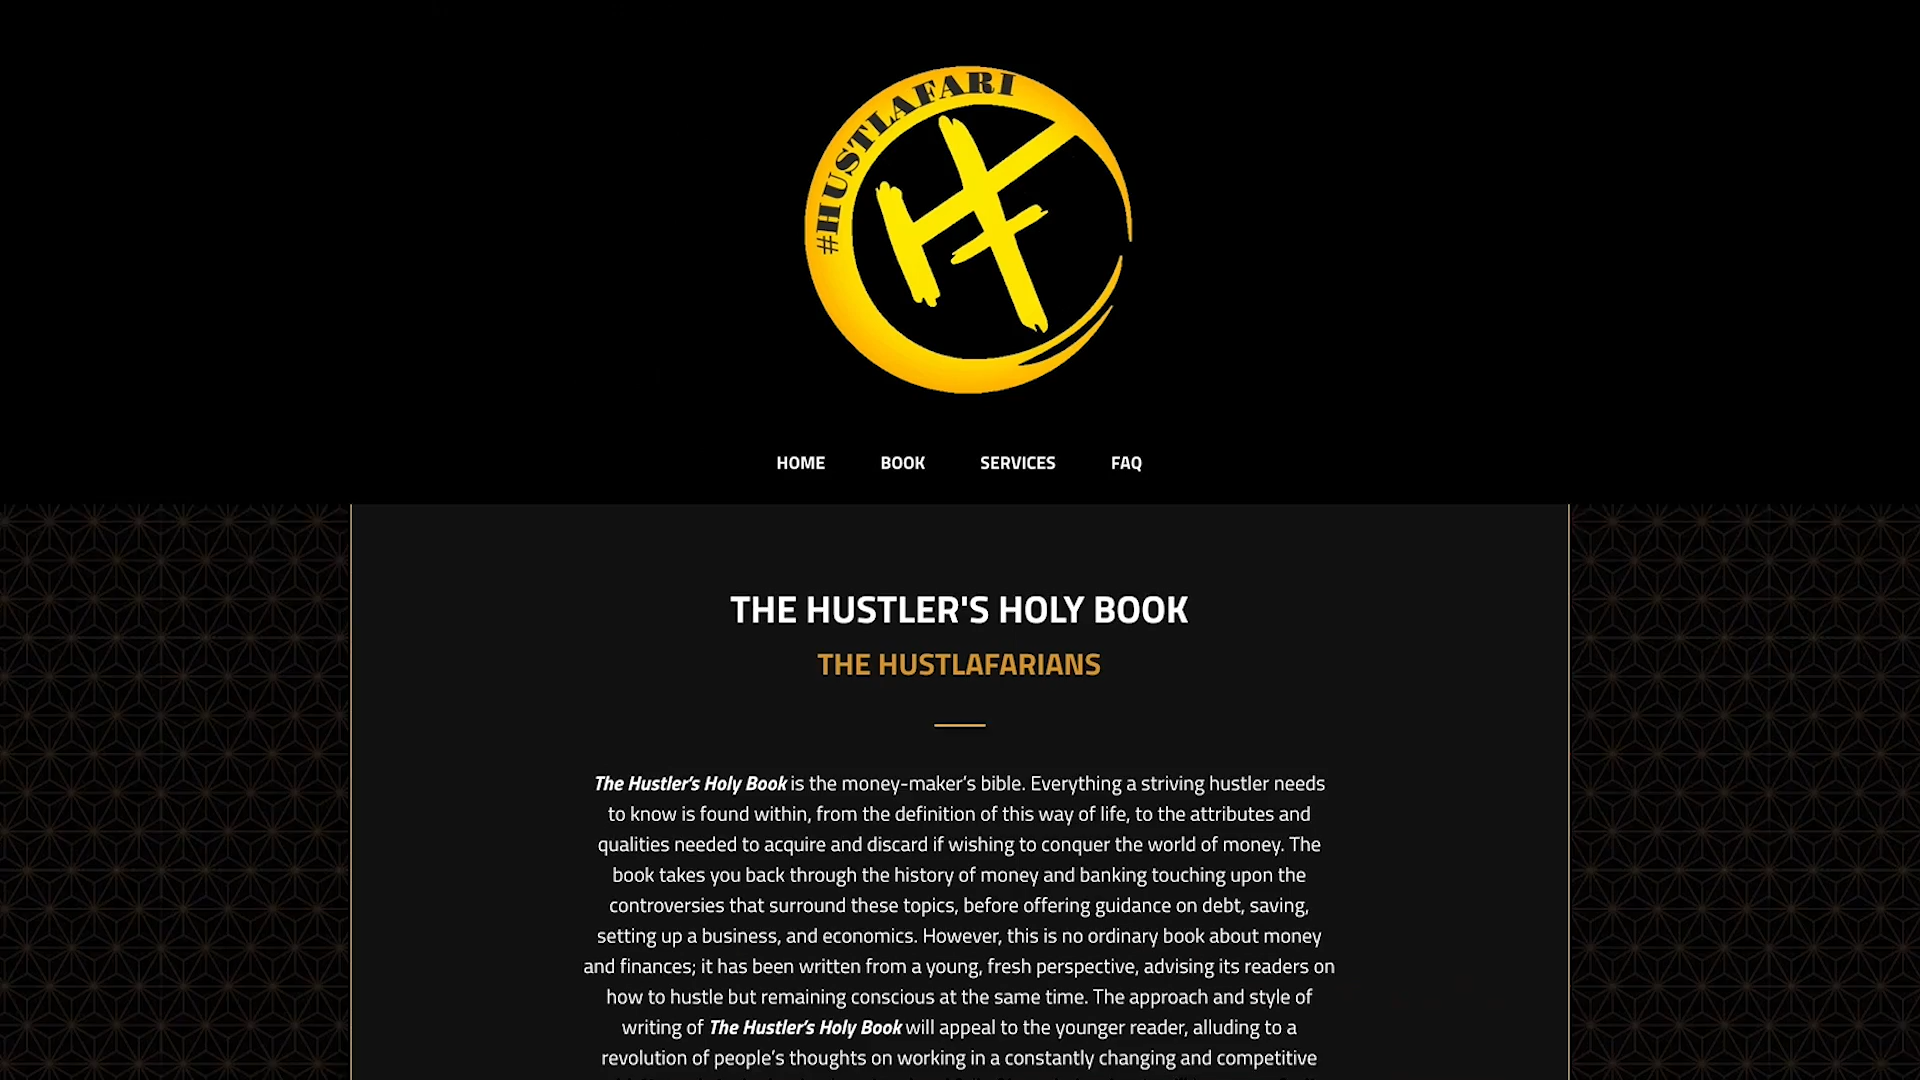 #HUSTLAFARI
HF
HOME BOOK SERVICES FAQ
THE HUSTLER'S HOLY BOOK
THE HUSTLAFARIANS
The Hustler’s Holy Book is the money-maker’s bible. Everything a striving hustler needs
to know is found within, from the definition of this way of life, to the attributes and
qualities needed to acquire and discard if wishing to conquer the world of money. The
book takes you back through the history of money and banking touching upon the
controversies that surround these topics, before offering guidance on debt, saving,
setting up a business, and economics. However, this is no ordinary book about money
and finances; it has been written from a young, fresh perspective, advising its readers on
how to hustle but remaining conscious at the same time. The approach and style of
writing of The Hustler’s Holy Book will appeal to the younger reader, alluding to a
revolution of people’s thoughts on working in a constantly changing and competitive